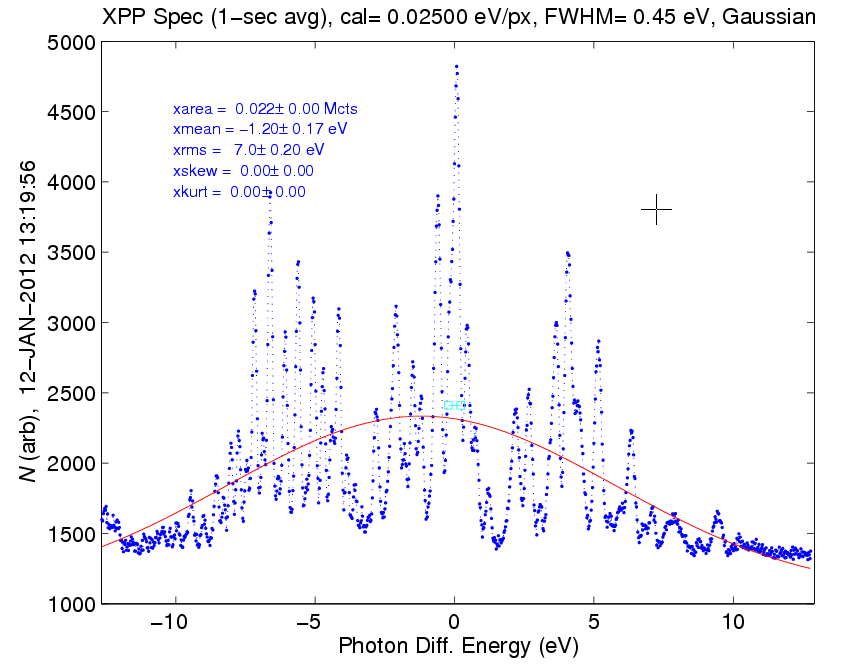 XPP Spec (1-sec avg), cal= 0.02500 eV/px, FWHM= 0.45 eV, Gaussian
5000
4500
4000
3500
3000
2500
2000
1500
1000
N (arb), 12-JAN-2012 13:19:56
xarea = 0.022± 0.00 Mcts
xmean = -1.20± 0.17 eV
xrms = 7.0± 0.20 eV
xskew = 0.00± 0.00
xkurt = 0.00± 0.00
-10 -5 0 5 10
Photon Diff. Energy (eV)